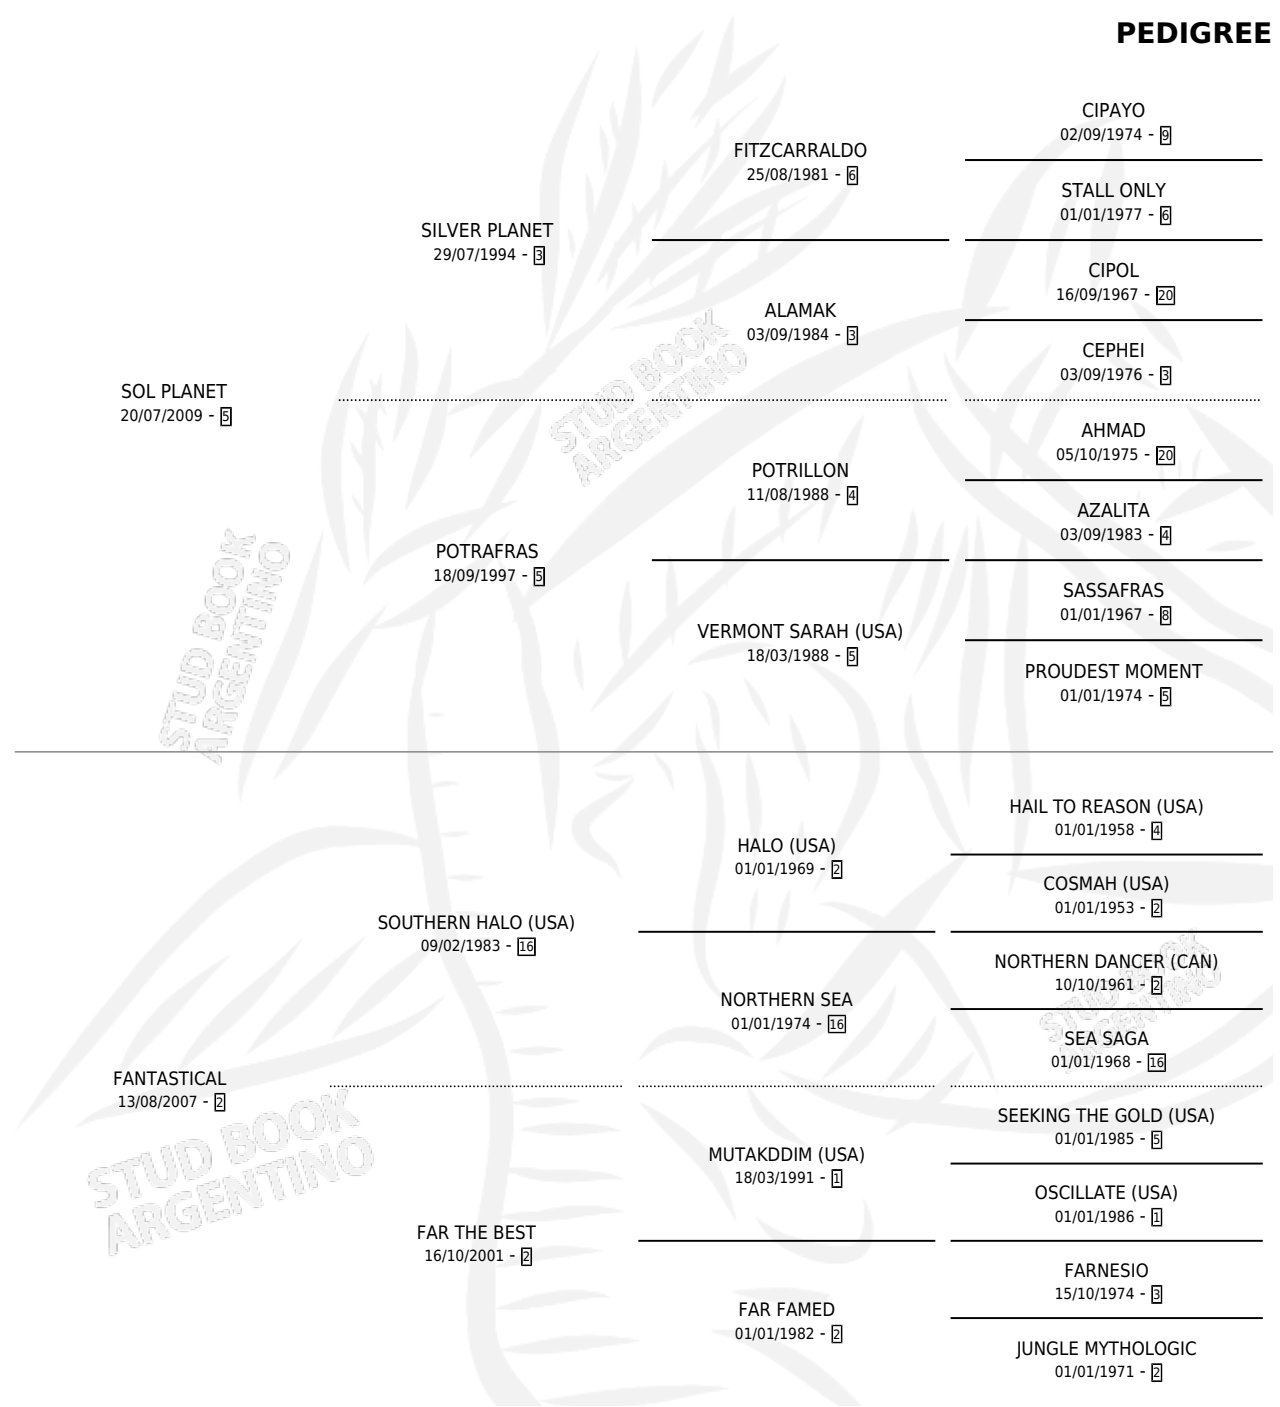 PEDIGREE
CIPAYO
02/09/1974 - 9
FITZCARRALDO
25/08/1981 - 6
STALL ONLY
01/01/1977 - 6
SILVER PLANET
29/07/1994 - 3
CIPOL
16/09/1967 - 20
ALAMAK
03/09/1984 - 3
CEPHEI
03/09/1976 - 3
SOL PLANET
20/07/2009 - 5
AHMAD
05/10/1975 - 20
POTRILLON
11/08/1988 - 4
AZALITA
03/09/1983 - 4
POTRAFRAS
18/09/1997 - 5
SASSAFRAS
01/01/1967 - 8
VERMONT SARAH (USA)
18/03/1988 - 5
PROUDEST MOMENT
01/01/1974 - 5
HAIL TO REASON (USA)
01/01/1958 - 4
HALO (USA)
01/01/1969 - 2
COSMAH (USA)
01/01/1953 - 2
SOUTHERN HALO (USA)
09/02/1983 - 16
NORTHERN DANCER (CAN)
10/10/1961 - 2
NORTHERN SEA
01/01/1974 - 16
SEA SAGA
01/01/1968 - 16
FANTASTICAL
13/08/2007 - 2
SEEKING THE GOLD (USA)
01/01/1985 - 5
MUTAKDDIM (USA)
18/03/1991 - 1
OSCILLATE (USA)
01/01/1986 - 1
FAR THE BEST
16/10/2001 - 2
FARNESIO
15/10/1974 - 3
FAR FAMED
01/01/1982 - 2
JUNGLE MYTHOLOGIC
01/01/1971 - 2
STUD BOOK
ARGENTINO
STUD BOOK
ARGENTINO
STUD BOOK
ARGENTINO
STUD BOOK
ARGENTINO